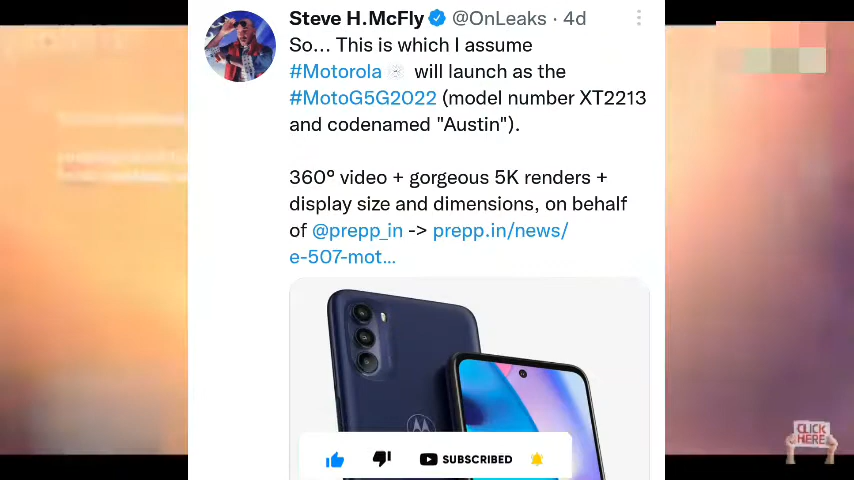 Steve H.McFly @OnLeaks · 4d
So... This is which I assume
#Motorola will launch as the
#MotoG5G2022 (model number XT2213
and codenamed "Austin").
360º video + gorgeous 5K renders +
display size and dimensions, on behalf
of @prepp_in -> prepp.in/news/
e-507-mot...
SUBSCRIBED
CLICK
HERE